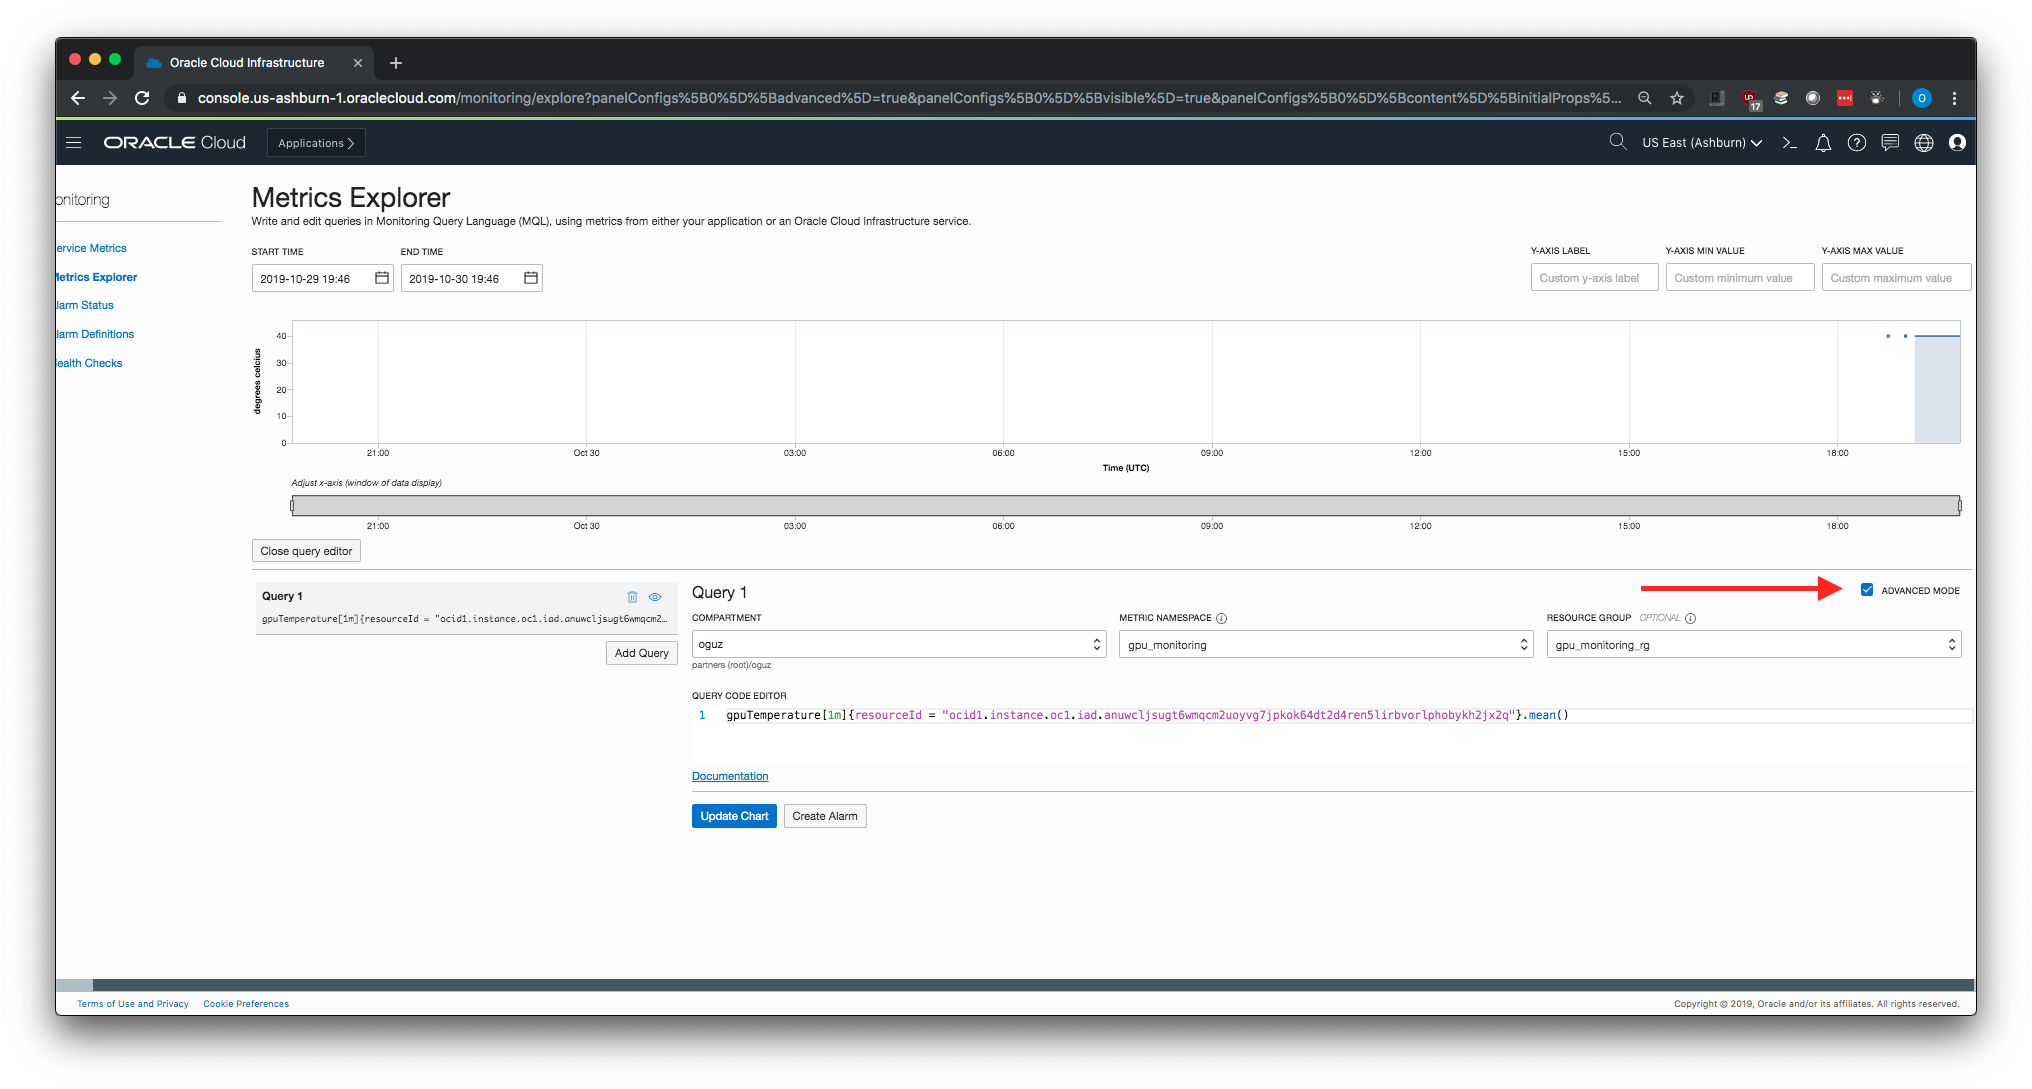 Oracle Cloud Infrastructure
console.us-ashburn-1.oraclecloud.com/monitoring/explore?panelConfigs%5B0%5D%5Badvanced%5D=true&panelConfigs%5B0%5D%5Bvisible%5D=true&panelConfigs%5B0%5D%5Bcontent%5D%5BinitialProps%5...
17
O
ORACLE Cloud
Applications
US East (Ashburn)
onitoring
ervice Metrics
Metrics Explorer
larm Status
larm Definitions
ealth Checks
Metrics Explorer
Write and edit queries in Monitoring Query Language (MQL), using metrics from either your application or an Oracle Cloud Infrastructure service.
START TIME
END TIME
Y-AXIS LABEL
Y-AXIS MIN VALUE
Y-AXIS MAX VALUE
2019-10-29 19:46
2019-10-30 19:46
Custom y-axis label
Custom minimum value
Custom maximum value
degrees celcius
40
30
20
10
0
21:00
Oct 30
03:00
06:00
09:00
12:00
15:00
18:00
Time (UTC)
Adjust x-axis (window of data display)
21:00
Oct 30
03:00
06:00
09:00
12:00
15:00
18:00
Close query editor
Query 1
gpuTemperature[1m]{resourceId = "ocid1.instance.oc1.iad.anuwcljsugt6wmqcm2...
Add Query
Query 1
ADVANCED MODE
COMPARTMENT
METRIC NAMESPACE
RESOURCE GROUP OPTIONAL
oguz
gpu_monitoring
gpu_monitoring_rg
partners (root)/oguz
QUERY CODE EDITOR
1 gpuTemperature[1m]{resourceId = "ocid1.instance.oc1.iad.anuwcljsugt6wmqcm2uoyvg7jpkok64dt2d4ren5lirbvorlphobykh2jx2q"}.mean()
Documentation
Update Chart
Create Alarm
Terms of Use and Privacy
Cookie Preferences
Copyright © 2019, Oracle and/or its affiliates. All rights reserved.